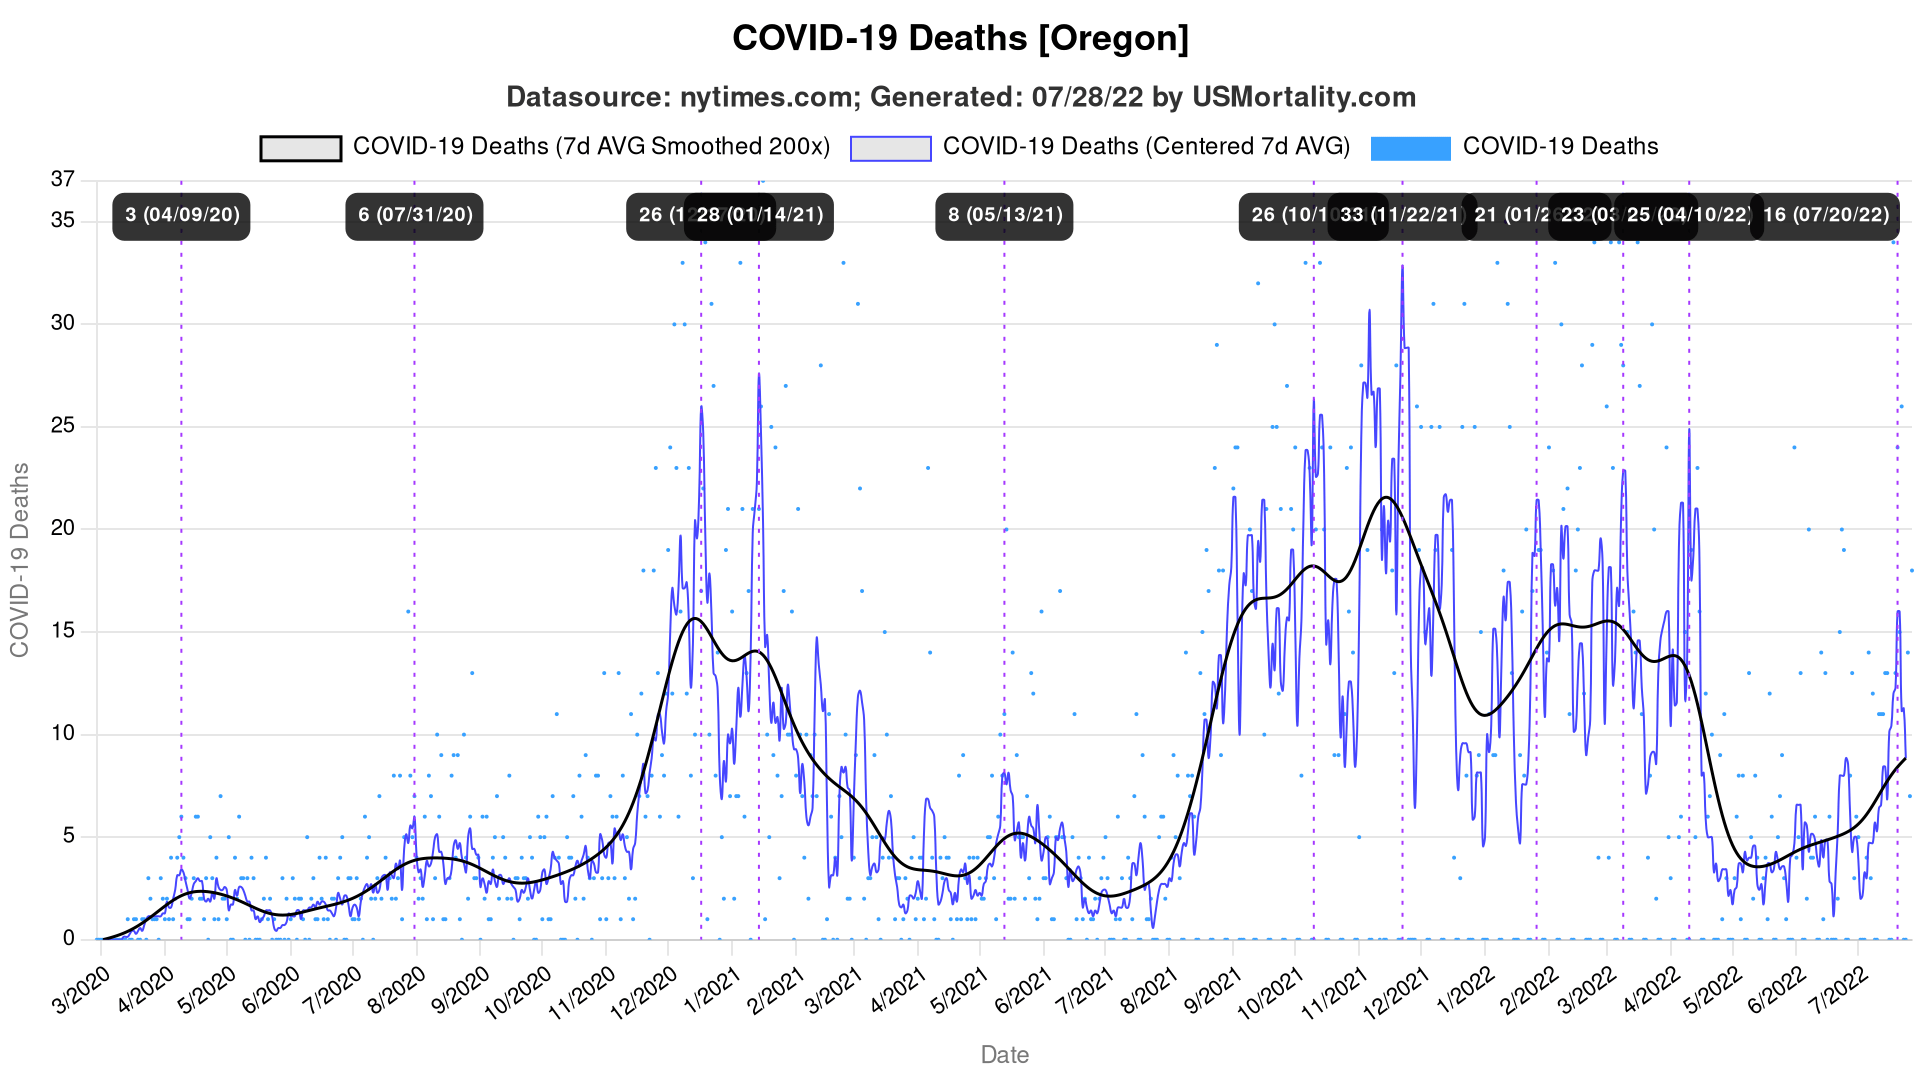 COVID-19 Deaths [Oregon]
Datasource: nytimes.com; Generated: 07/28/22 by USMortality.com
COVID-19 Deaths (7d AVG Smoothed 200x) COVID-19 Deaths (Centered 7d AVG) COVID-19 Deaths
37
3 (04/09/20) 6 (07/31/20) 26 (12 28 (01/14/21) 8 (05/13/21) 26 (10/10 33 (11/22/21) 21 (01/2 23 (03/ 25 (04/10/22) 16 (07/20/22)
35
30
25
20
15
10
5
0
COVID-19 Deaths
3/2020 4/2020 5/2020 6/2020 7/2020 8/2020 9/2020 10/2020 11/2020 12/2020 1/2021 2/2021 3/2021 4/2021 5/2021 6/2021 7/2021 8/2021 9/2021 10/2021 11/2021 12/2021 1/2022 2/2022 3/2022 4/2022 5/2022 6/2022 7/2022
Date